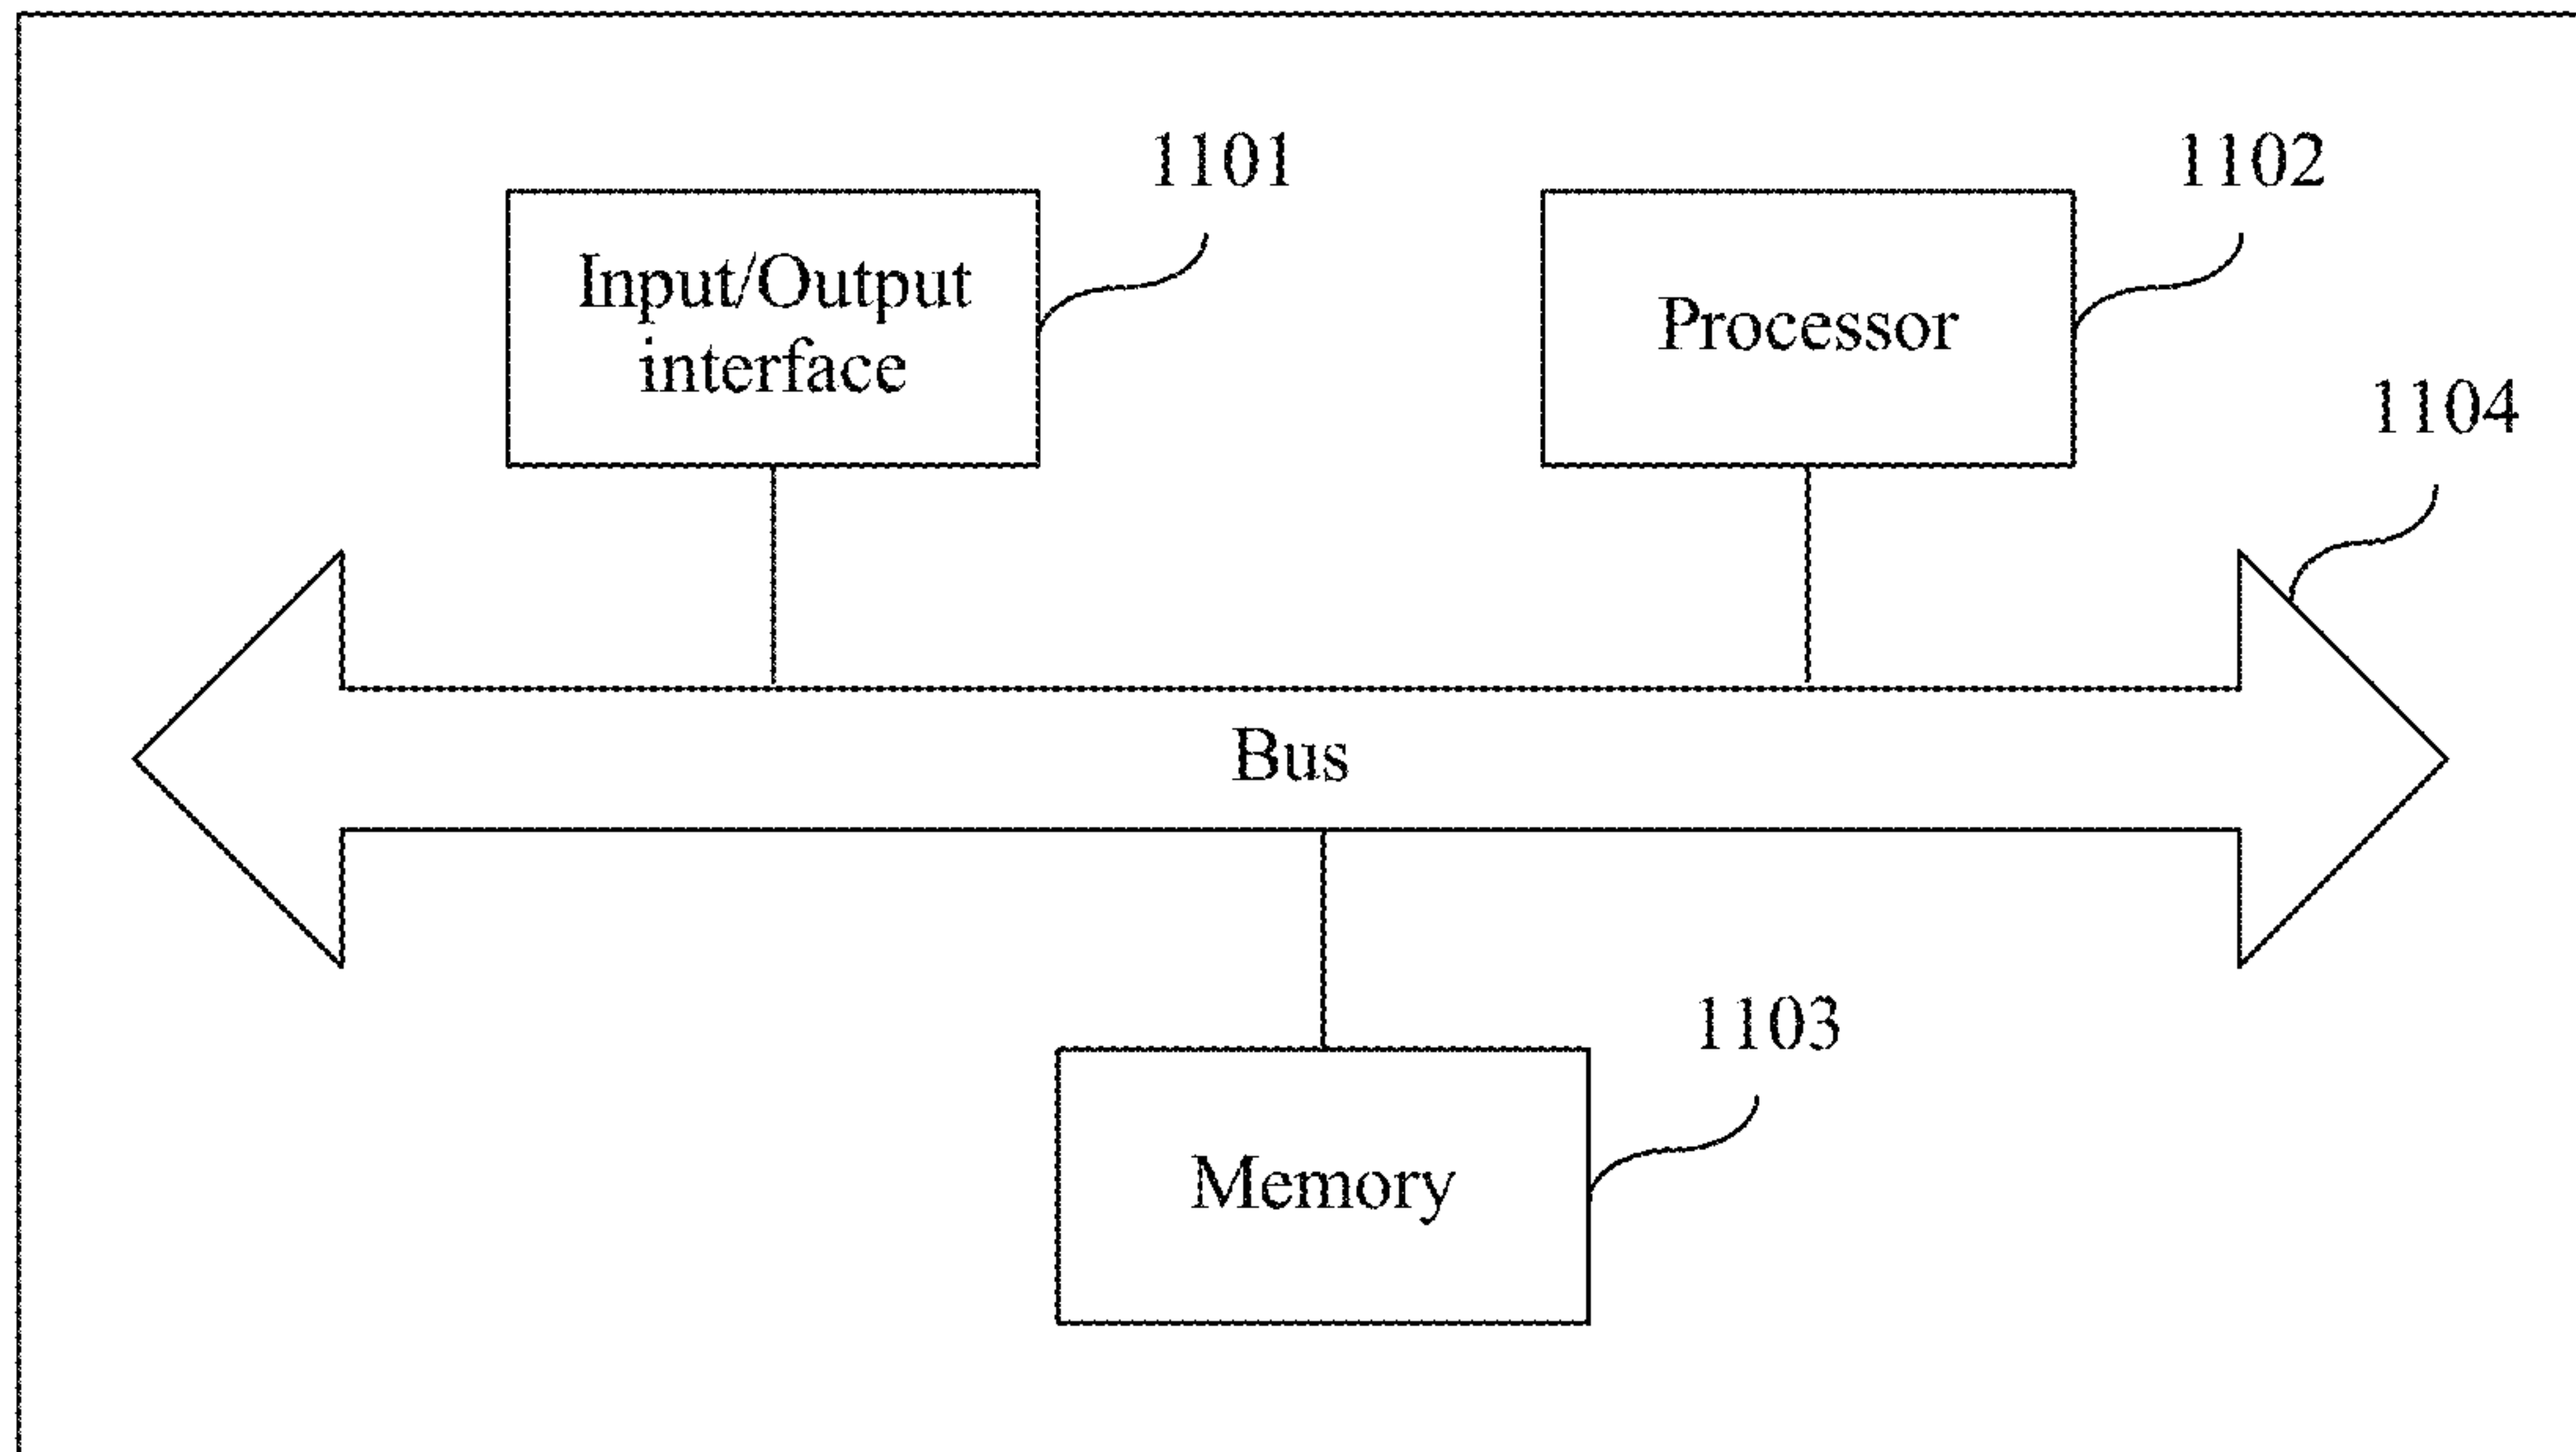 1101
1102
Input/Output
interface
Processor
1104
Bus
1103
Memory